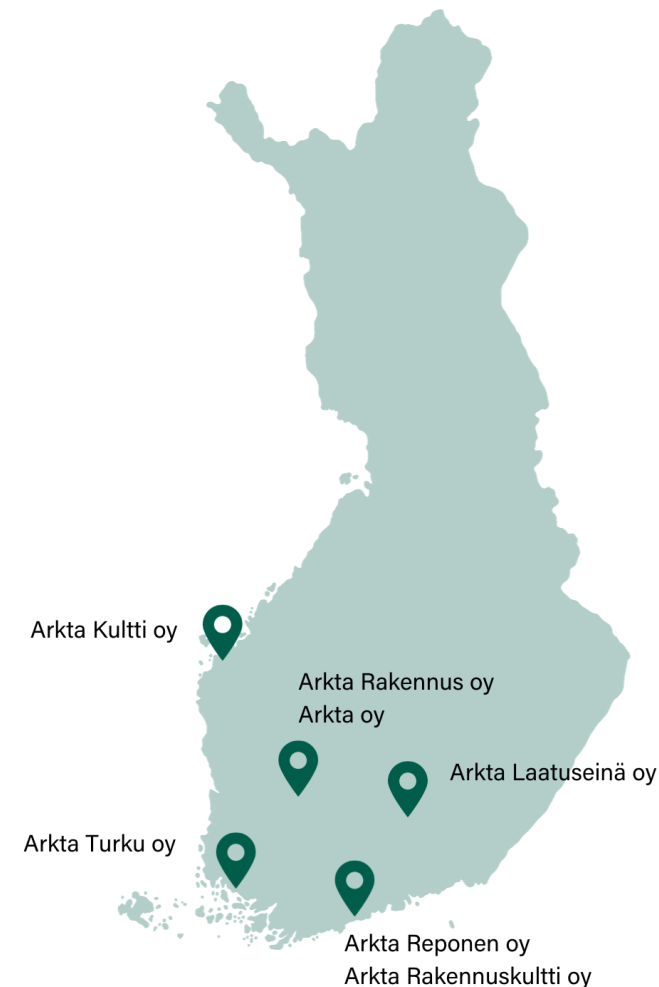 Arkta Kultti oy
Arkta Rakennus oy
Arkta oy
Arkta Laatuseinä oy
Arkta Turku oy
Arkta Reponen oy
Arkta Rakennuskultti oy